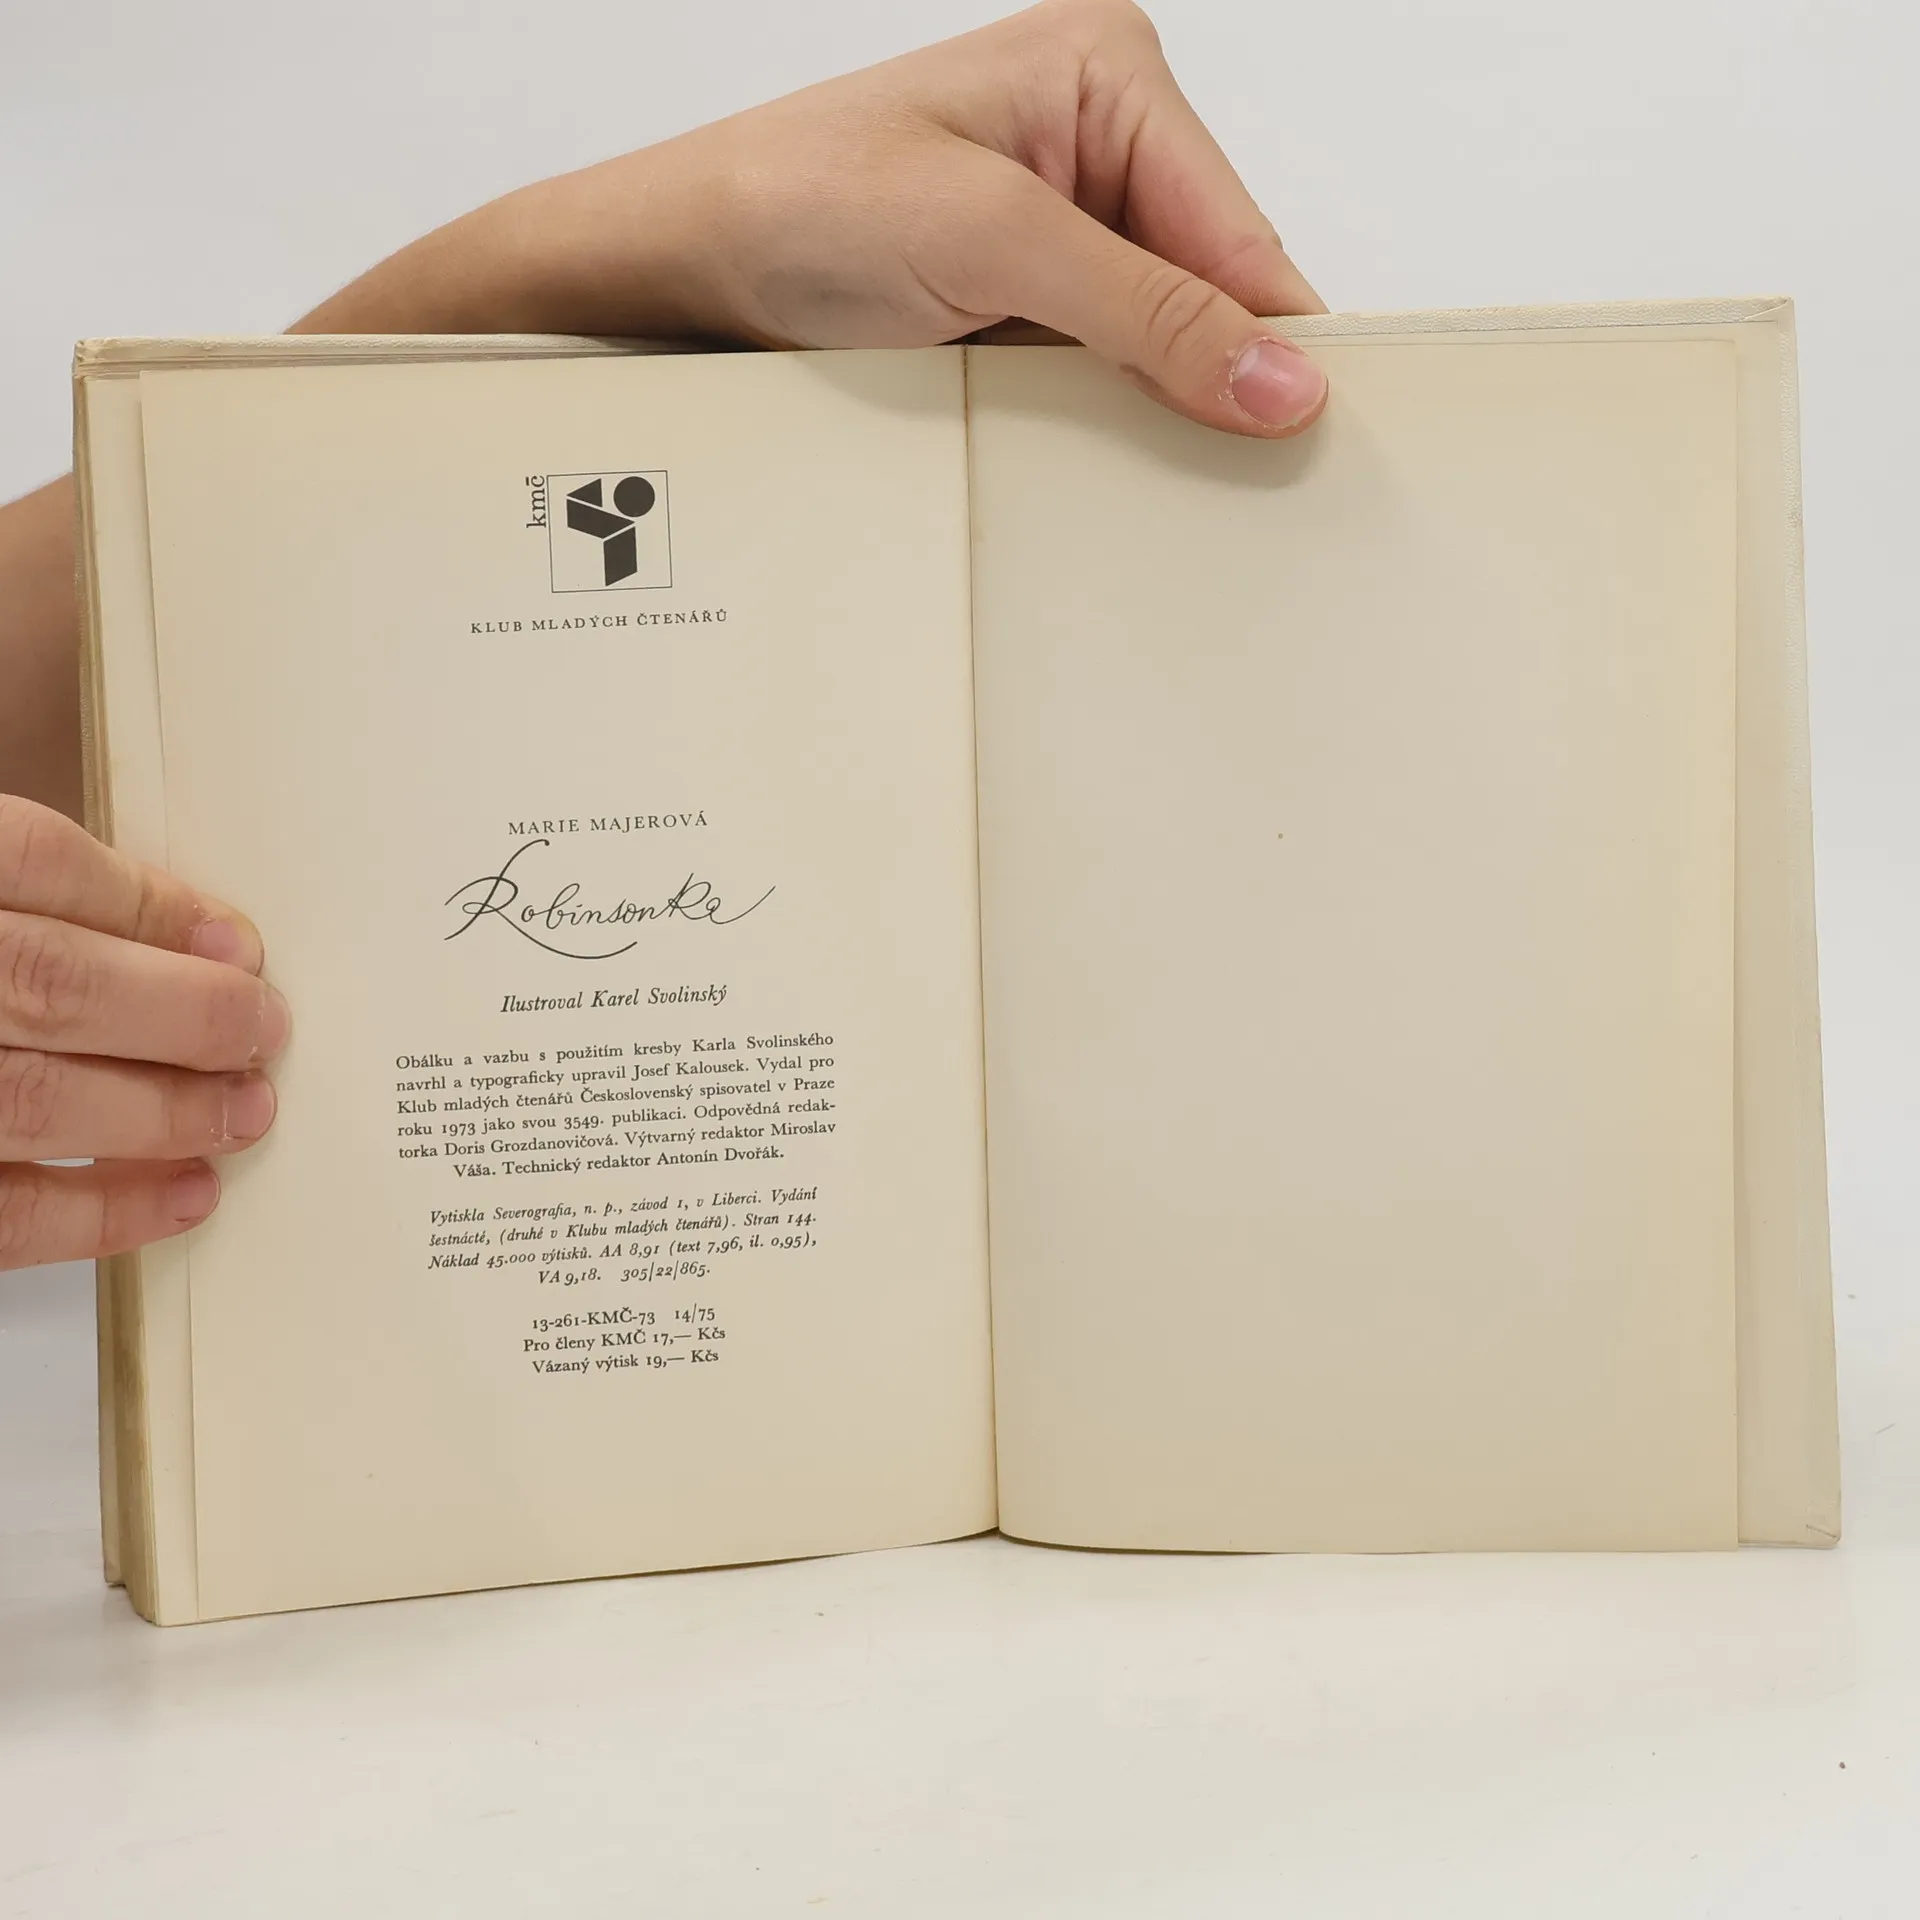 kmč
KLUB MLADÝCH ČTENÁŘŮ
MARIE MAJEROVÁ
Robinsonka
Ilustroval Karel Svolinský
Obálku a vazbu s použitím kresby Karla Svolinského
navrhl a typograficky upravil Josef Kalousek. Vydal pro
Klub mladých čtenářů Československý spisovatel v Praze
roku 1973 jako svou 3549. publikaci. Odpovědná redak-
torka Doris Grozdanovičová. Výtvarný redaktor Miroslav
Váša. Technický redaktor Antonín Dvořák.
Vytiskla Severografia, n. p., závod 1, v Liberci. Vydání
šestnácté, (druhé v Klubu mladých čtenářů). Stran 144.
Náklad 45.000 výtisků. AA 8,91 (text 7,96, il. 0,95),
VA 9,18. 305/22/865.
13-261-KMČ-73 14/75
Pro členy KMČ 17,— Kčs
Vázaný výtisk 19,— Kčs